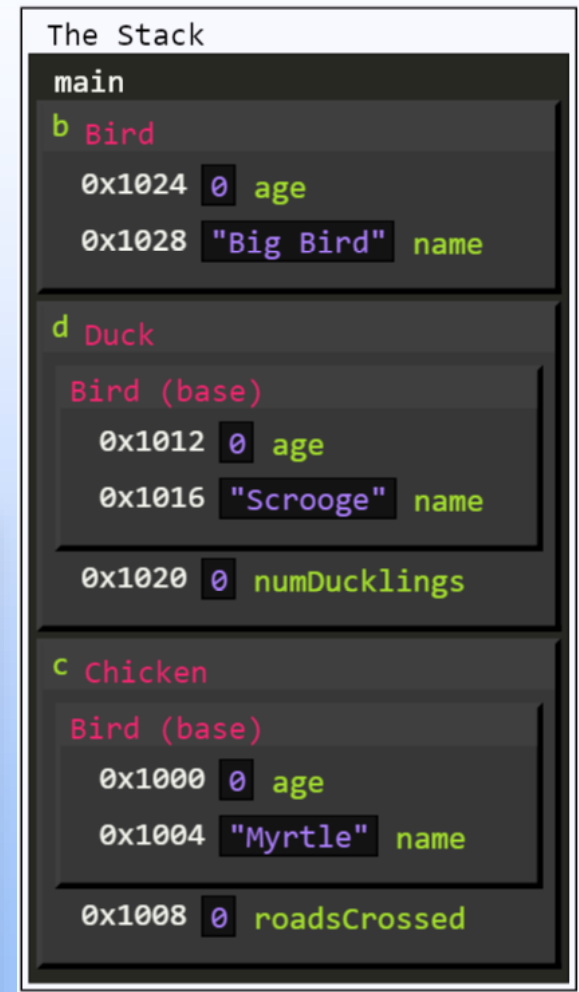 The Stack
main
b Bird
0x1024 0 age
0x1028 "Big Bird" name
d Duck
Bird (base)
0x1012 0 age
0x1016 "Scrooge" name
0x1020 0 numDucklings
c Chicken
Bird (base)
0x1000 0 age
0x1004 "Myrtle" name
0x1008 0 roadsCrossed